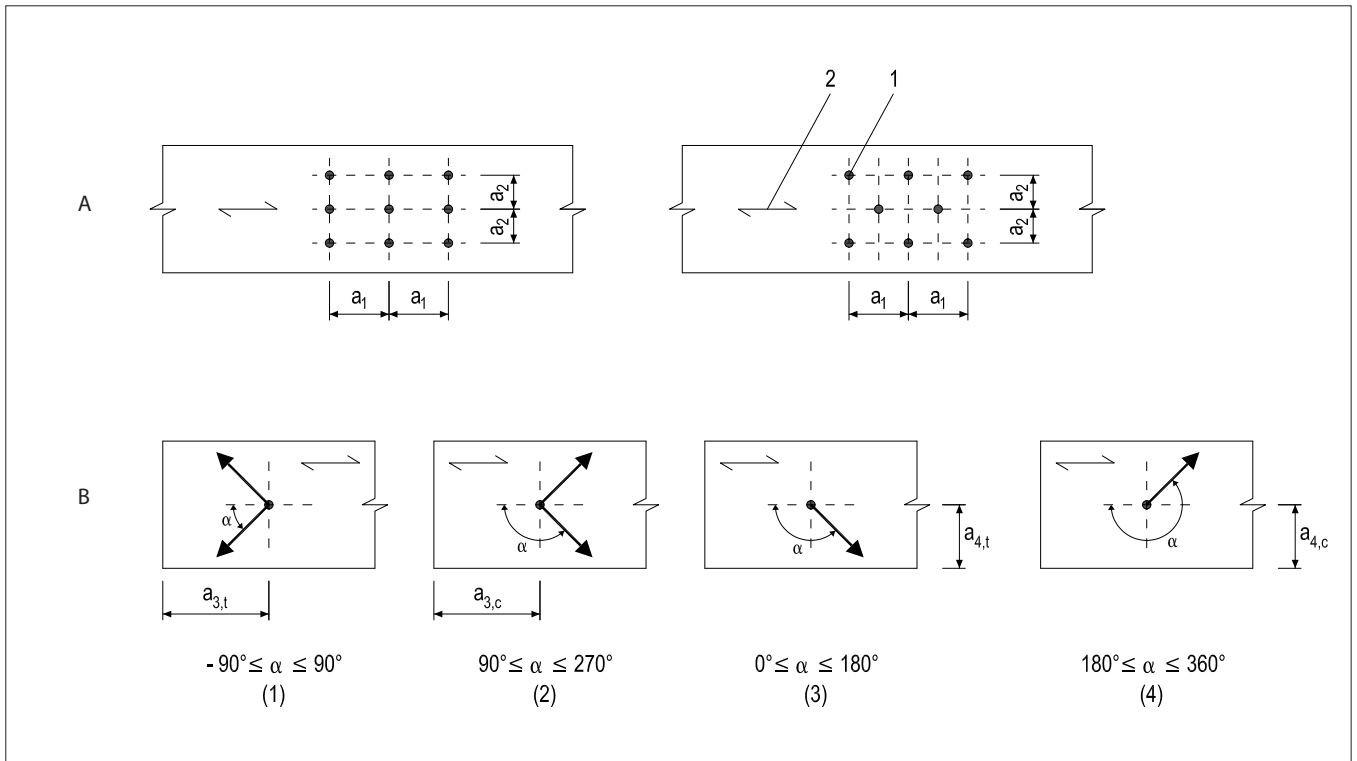 2 1
A
a2 a2
a2 a2
a1 a1 a1 a1
B
α α α α
a4,t a4,c
a3,t a3,c
- 90° ≤ α ≤ 90° 90° ≤ α ≤ 270° 0° ≤ α ≤ 180° 180° ≤ α ≤ 360°
(1) (2) (3) (4)